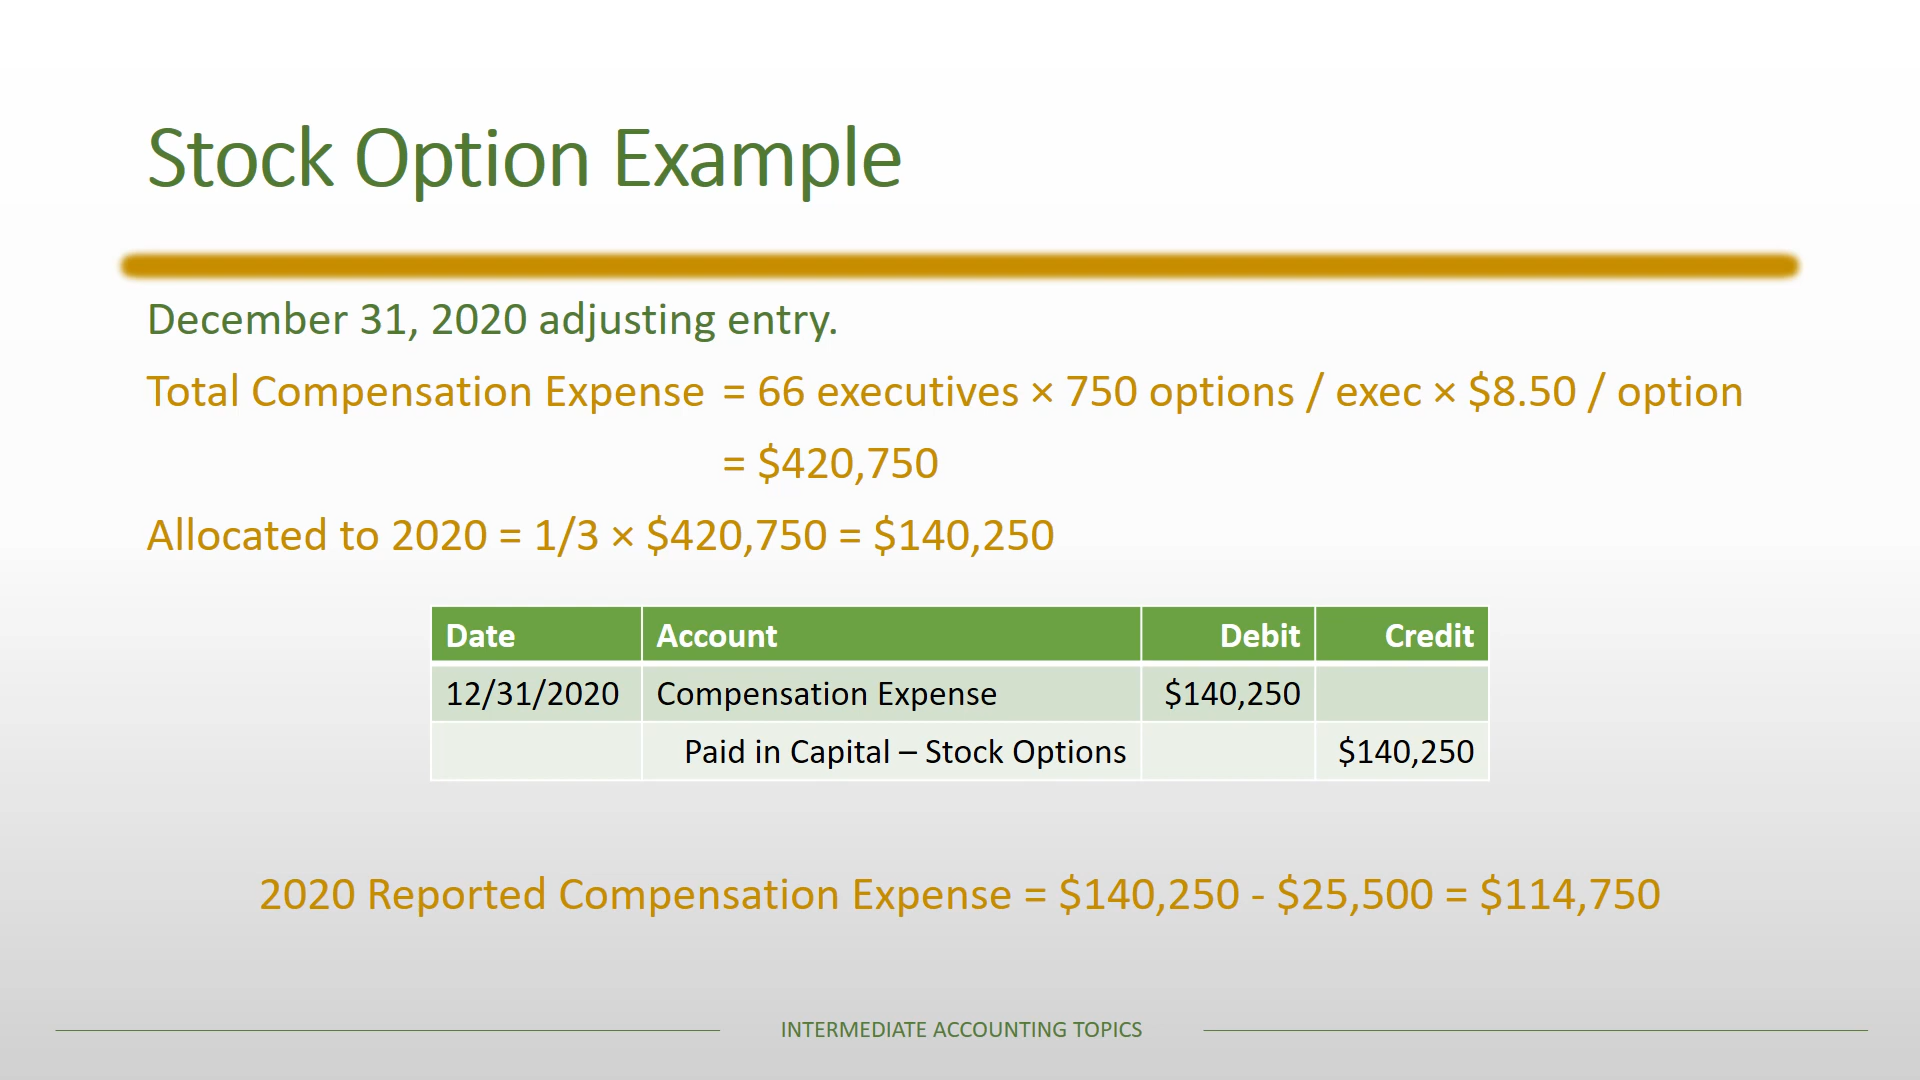 Stock Option Example
December 31, 2020 adjusting entry.
Total Compensation Expense = 66 executives × 750 options / exec × $8.50 / option
= $420,750
Allocated to 2020 = 1/3 × $420,750 = $140,250
Date Account Debit Credit
12/31/2020 Compensation Expense $140,250
Paid in Capital – Stock Options $140,250
2020 Reported Compensation Expense = $140,250 - $25,500 = $114,750
INTERMEDIATE ACCOUNTING TOPICS